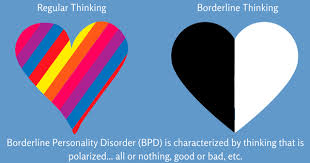 Regular Thinking
Borderline Thinking
Borderline Personality Disorder (BPD) is characterized by thinking that is
polarized... all or nothing, good or bad, etc.